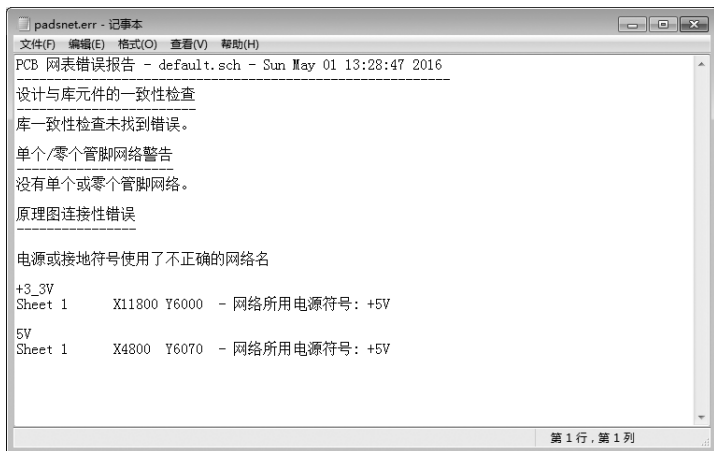 padsnet.err - 记事本
文件(F) 编辑(E) 格式(O) 查看(V) 帮助(H)
PCB 网表错误报告 - default.sch - Sun May 01 13:28:47 2016
------------------------------------------------------
设计与库元件的一致性检查
------------------------
库一致性检查未找到错误。
单个/零个管脚网络警告
---------------------
没有单个或零个管脚网络。
原理图连接性错误
----------------
电源或接地符号使用了不正确的网络名
+3_3V
Sheet 1 X11800 Y6000 - 网络所用电源符号: +5V
5V
Sheet 1 X4800 Y6070 - 网络所用电源符号: +5V
第 1 行，第 1 列